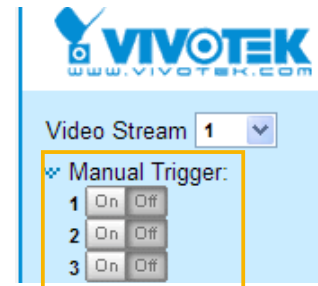 VIVOTEK
www.vivotek.com
Video Stream 1
Manual Trigger:
1 On Off
2 On Off
3 On Off